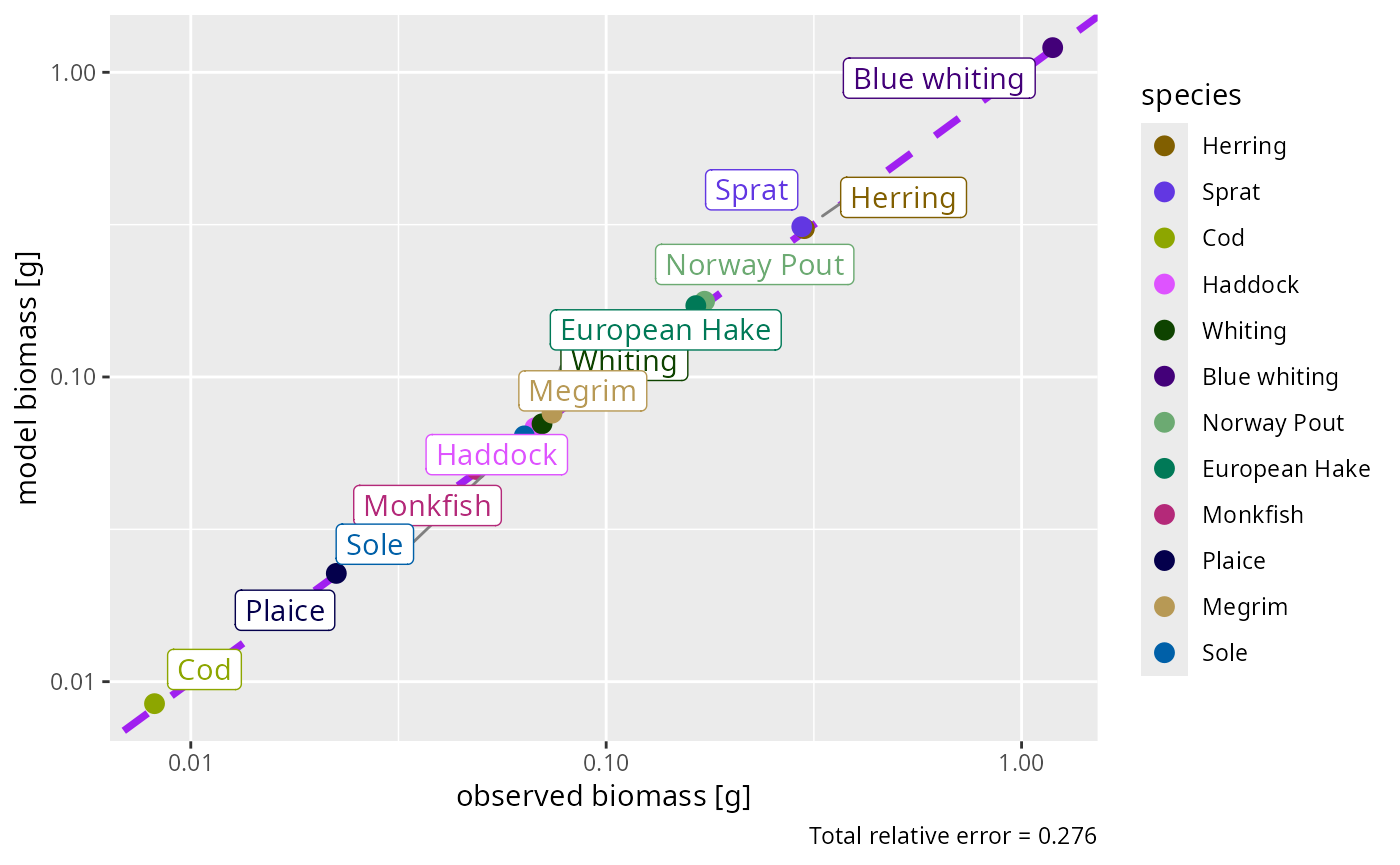 1.00
0.10
0.01
model biomass [g]
Blue whiting
Sprat
Herring
Norway Pout
European Hake
Whiting
Megrim
Haddock
Monkfish
Sole
Plaice
Cod
0.01 0.10 1.00
observed biomass [g]
Total relative error = 0.276
species
Herring
Sprat
Cod
Haddock
Whiting
Blue whiting
Norway Pout
European Hake
Monkfish
Plaice
Megrim
Sole